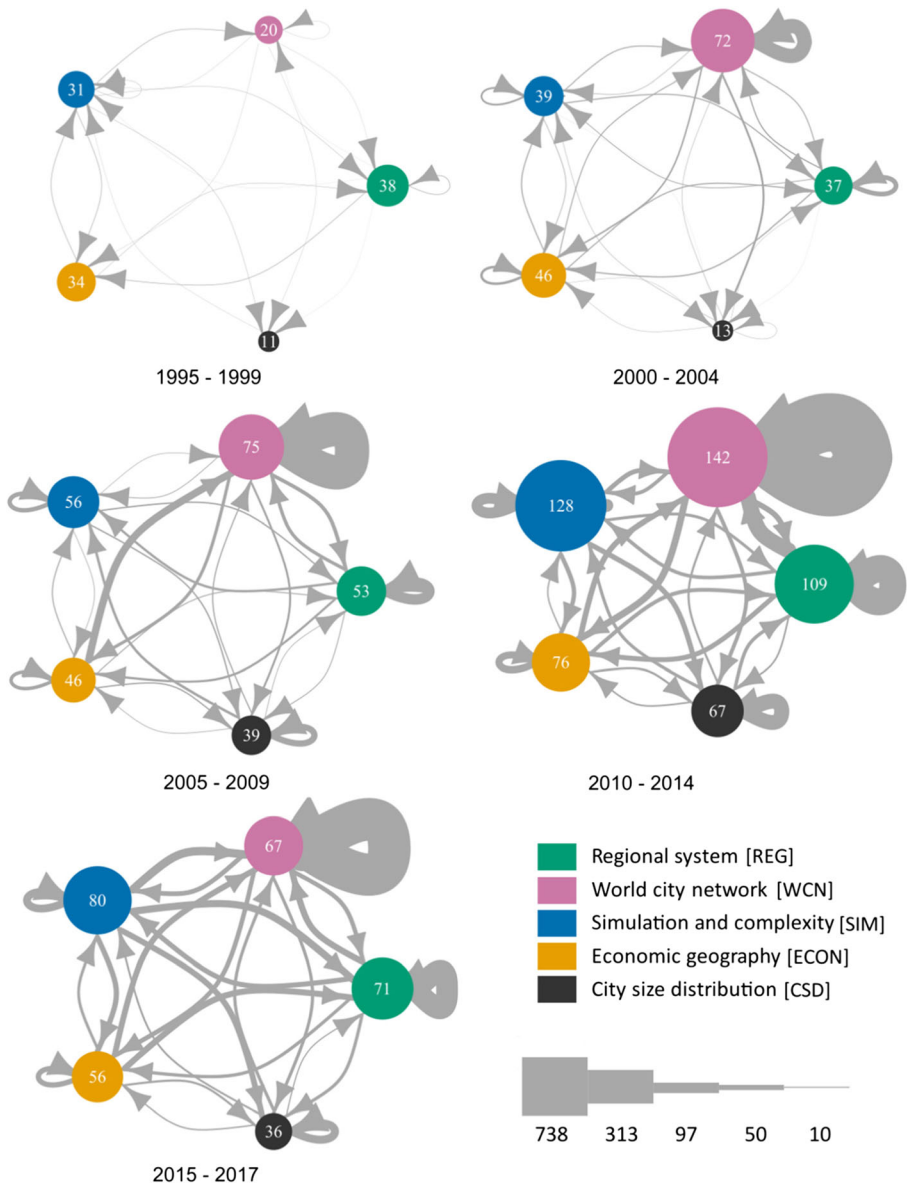 20
31
38
34
11
1995 - 1999
72
39
37
46
13
2000 - 2004
75
56
53
46
39
2005 - 2009
142
128
109
76
67
2010 - 2014
67
80
71
56
36
2015 - 2017
Regional system [REG]
World city network [WCN]
Simulation and complexity [SIM]
Economic geography [ECON]
City size distribution [CSD]
738 313 97 50 10